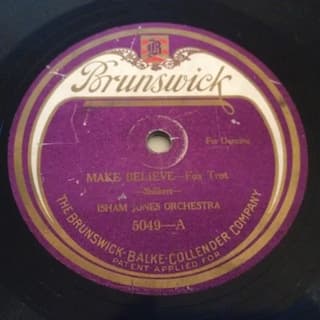 B
Brunswick
For Dancing
MAKE BELIEVE—Fox Trot
—Shilkret—
ISHAM JONES ORCHESTRA
5049—A
THE BRUNSWICK-BALKE-COLLENDER COMPANY
PATENT APPLIED FOR